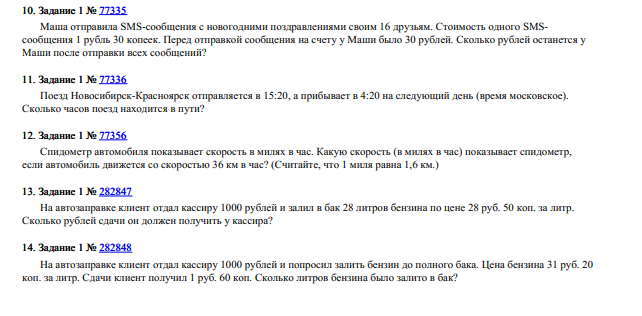 10. Задание 1 № 77335
Маша отправила SMS-сообщения с новогодними поздравлениями своим 16 друзьям. Стоимость одного SMS-
сообщения 1 рубль 30 копеек. Перед отправкой сообщения на счету у Маши было 30 рублей. Сколько рублей останется у
Маши после отправки всех сообщений?
11. Задание 1 № 77336
Поезд Новосибирск-Красноярск отправляется в 15:20, а прибывает в 4:20 на следующий день (время московское).
Сколько часов поезд находится в пути?
12. Задание 1 № 77356
Спидометр автомобиля показывает скорость в милях в час. Какую скорость (в милях в час) показывает спидометр,
если автомобиль движется со скоростью 36 км в час? (Считайте, что 1 миля равна 1,6 км.)
13. Задание 1 № 282847
На автозаправке клиент отдал кассиру 1000 рублей и залил в бак 28 литров бензина по цене 28 руб. 50 коп. за литр.
Сколько рублей сдачи он должен получить у кассира?
14. Задание 1 № 282848
На автозаправке клиент отдал кассиру 1000 рублей и попросил залить бензин до полного бака. Цена бензина 31 руб. 20
коп. за литр. Сдачи клиент получил 1 руб. 60 коп. Сколько литров бензина было залито в бак?